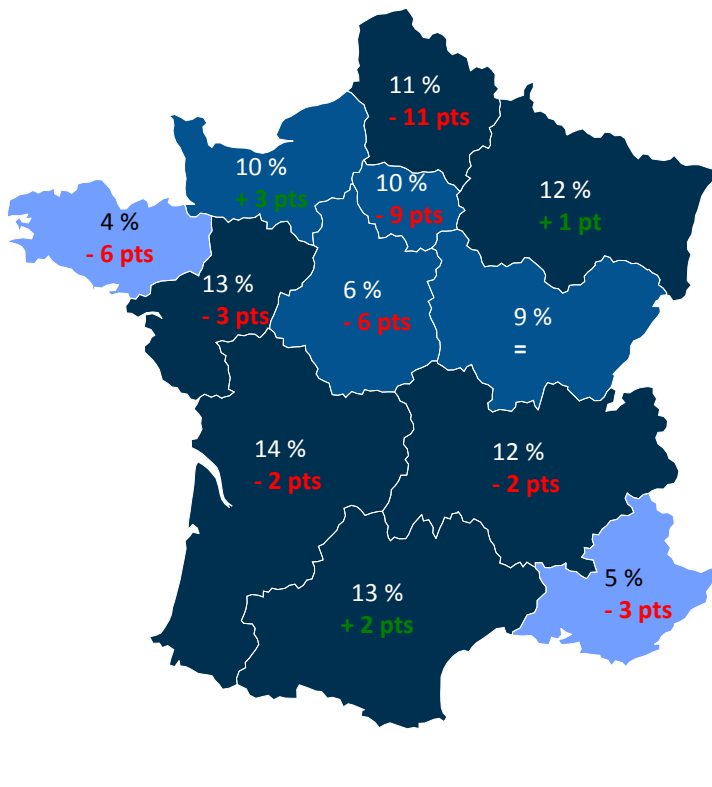 11 %
- 11 pts
10 %
+ 3 pts
10 %
- 9 pts
12 %
+ 1 pt
4 %
- 6 pts
13 %
- 3 pts
6 %
- 6 pts
9 %
=
14 %
- 2 pts
12 %
- 2 pts
5 %
- 3 pts
13 %
+ 2 pts